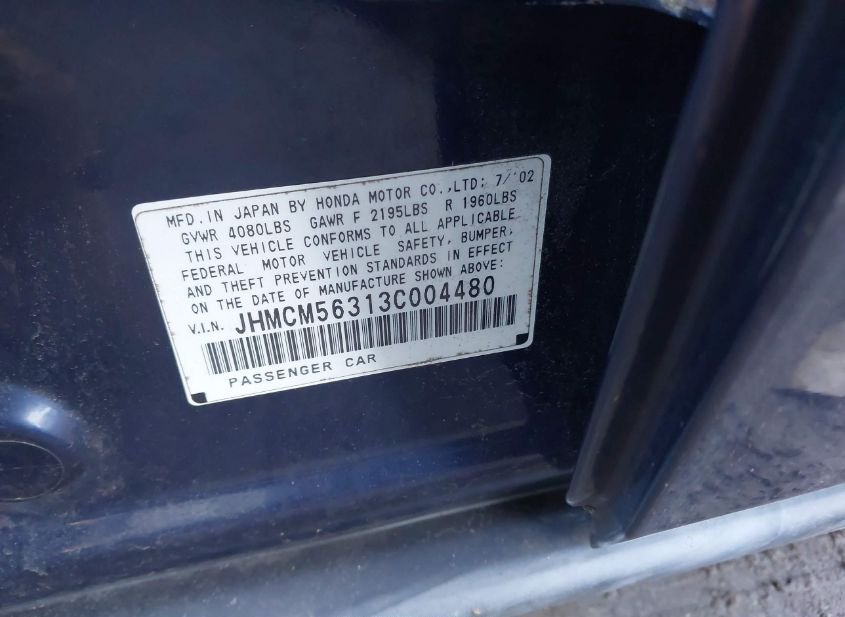 MFD. IN JAPAN BY HONDA MOTOR CO.,LTD: 7/'02
GVWR 4080LBS GAWR F 2195LBS R 1960LBS
THIS VEHICLE CONFORMS TO ALL APPLICABLE
FEDERAL MOTOR VEHICLE SAFETY, BUMPER,
AND THEFT PREVENTION STANDARDS IN EFFECT
ON THE DATE OF MANUFACTURE SHOWN ABOVE:
V.I.N. JHMCM56313C004480
PASSENGER CAR